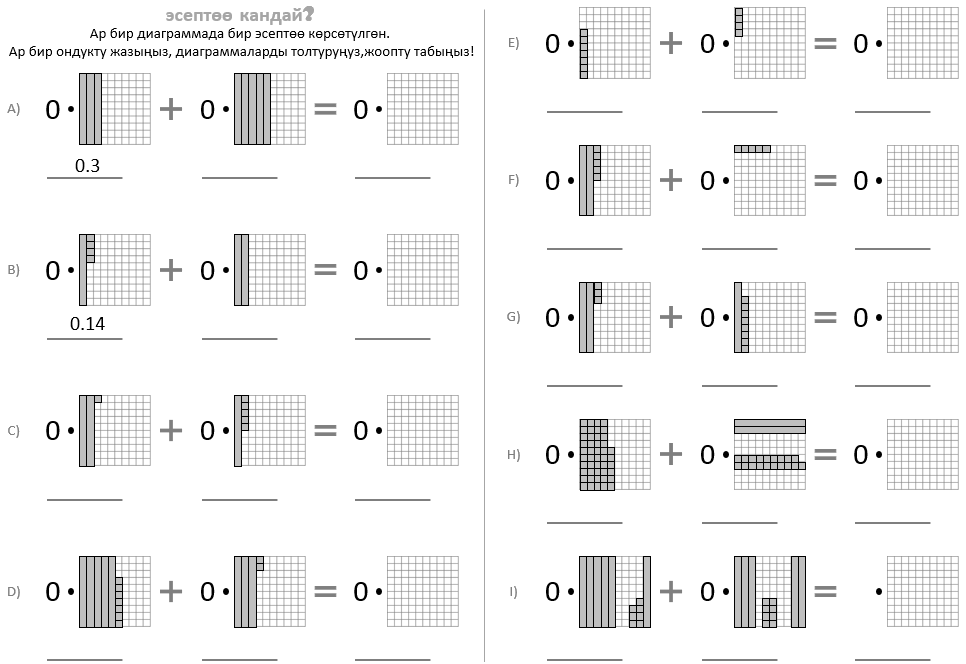 эсептөө кандай?
Ар бир диаграммада бир эсептөө көрсөтүлгөн.
Ар бир ондукту жазыңыз, диаграммаларды толтуруңуз,жоопту табыңыз!
A) 0 • + 0 • = 0 •
0.3
B) 0 • + 0 • = 0 •
0.14
C) 0 • + 0 • = 0 •
D) 0 • + 0 • = 0 •
E) 0 • + 0 • = 0 •
F) 0 • + 0 • = 0 •
G) 0 • + 0 • = 0 •
H) 0 • + 0 • = 0 •
I) 0 • + 0 • = •